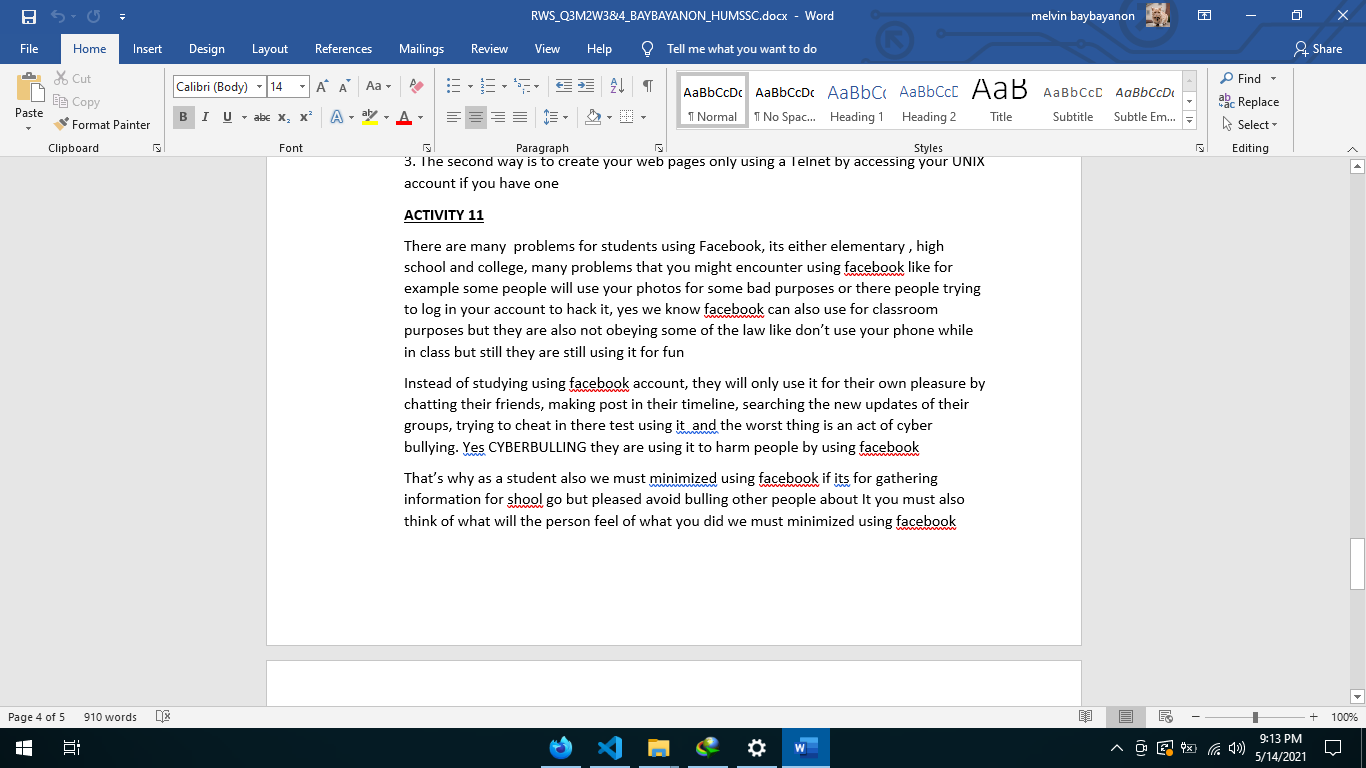 RWS_Q3M2W3&4_BAYBAYANON_HUMSSC.docx - Word
melvin baybayanon
File Home Insert Design Layout References Mailings Review View Help Tell me what you want to do Share
Paste
Cut
Copy
Format Painter
Clipboard
Calibri (Body) 14
Font
Paragraph
AaBbCcDc AaBbCcDc AaBbCc AaBbCcE AaB AaBbCcD AaBbCcDc
¶ Normal ¶ No Spac... Heading 1 Heading 2 Title Subtitle Subtle Em...
Styles
Find
Replace
Select
Editing
3. The second way is to create your web pages only using a Telnet by accessing your UNIX
account if you have one
ACTIVITY 11
There are many  problems for students using Facebook, its either elementary , high
school and college, many problems that you might encounter using facebook like for
example some people will use your photos for some bad purposes or there people trying
to log in your account to hack it, yes we know facebook can also use for classroom
purposes but they are also not obeying some of the law like don’t use your phone while
in class but still they are still using it for fun
Instead of studying using facebook account, they will only use it for their own pleasure by
chatting their friends, making post in their timeline, searching the new updates of their
groups, trying to cheat in there test using it  and the worst thing is an act of cyber
bullying. Yes CYBERBULLING they are using it to harm people by using facebook
That’s why as a student also we must minimized using facebook if its for gathering
information for shool go but pleased avoid bulling other people about It you must also
think of what will the person feel of what you did we must minimized using facebook
Page 4 of 5 910 words 100%
9:13 PM
5/14/2021